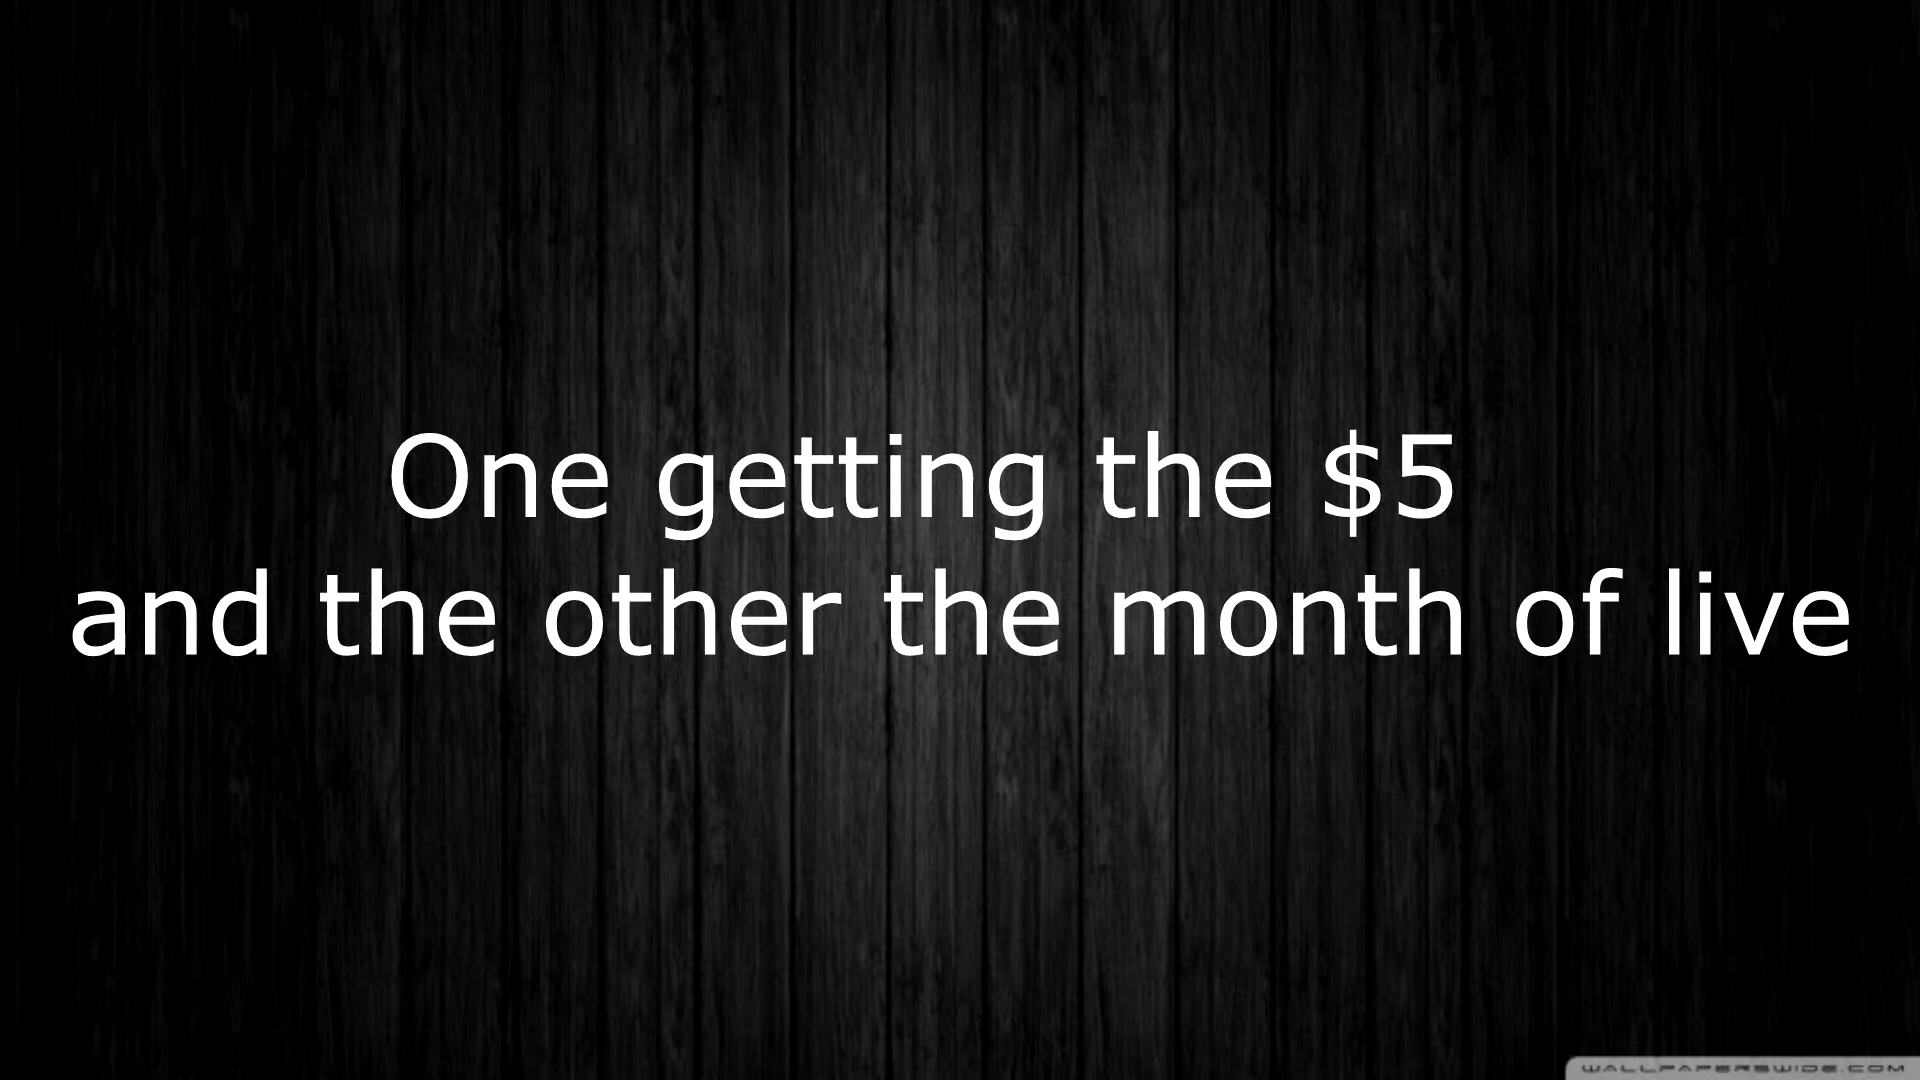 One getting the $5
and the other the month of live
WALLPAPERSWIDE.COM